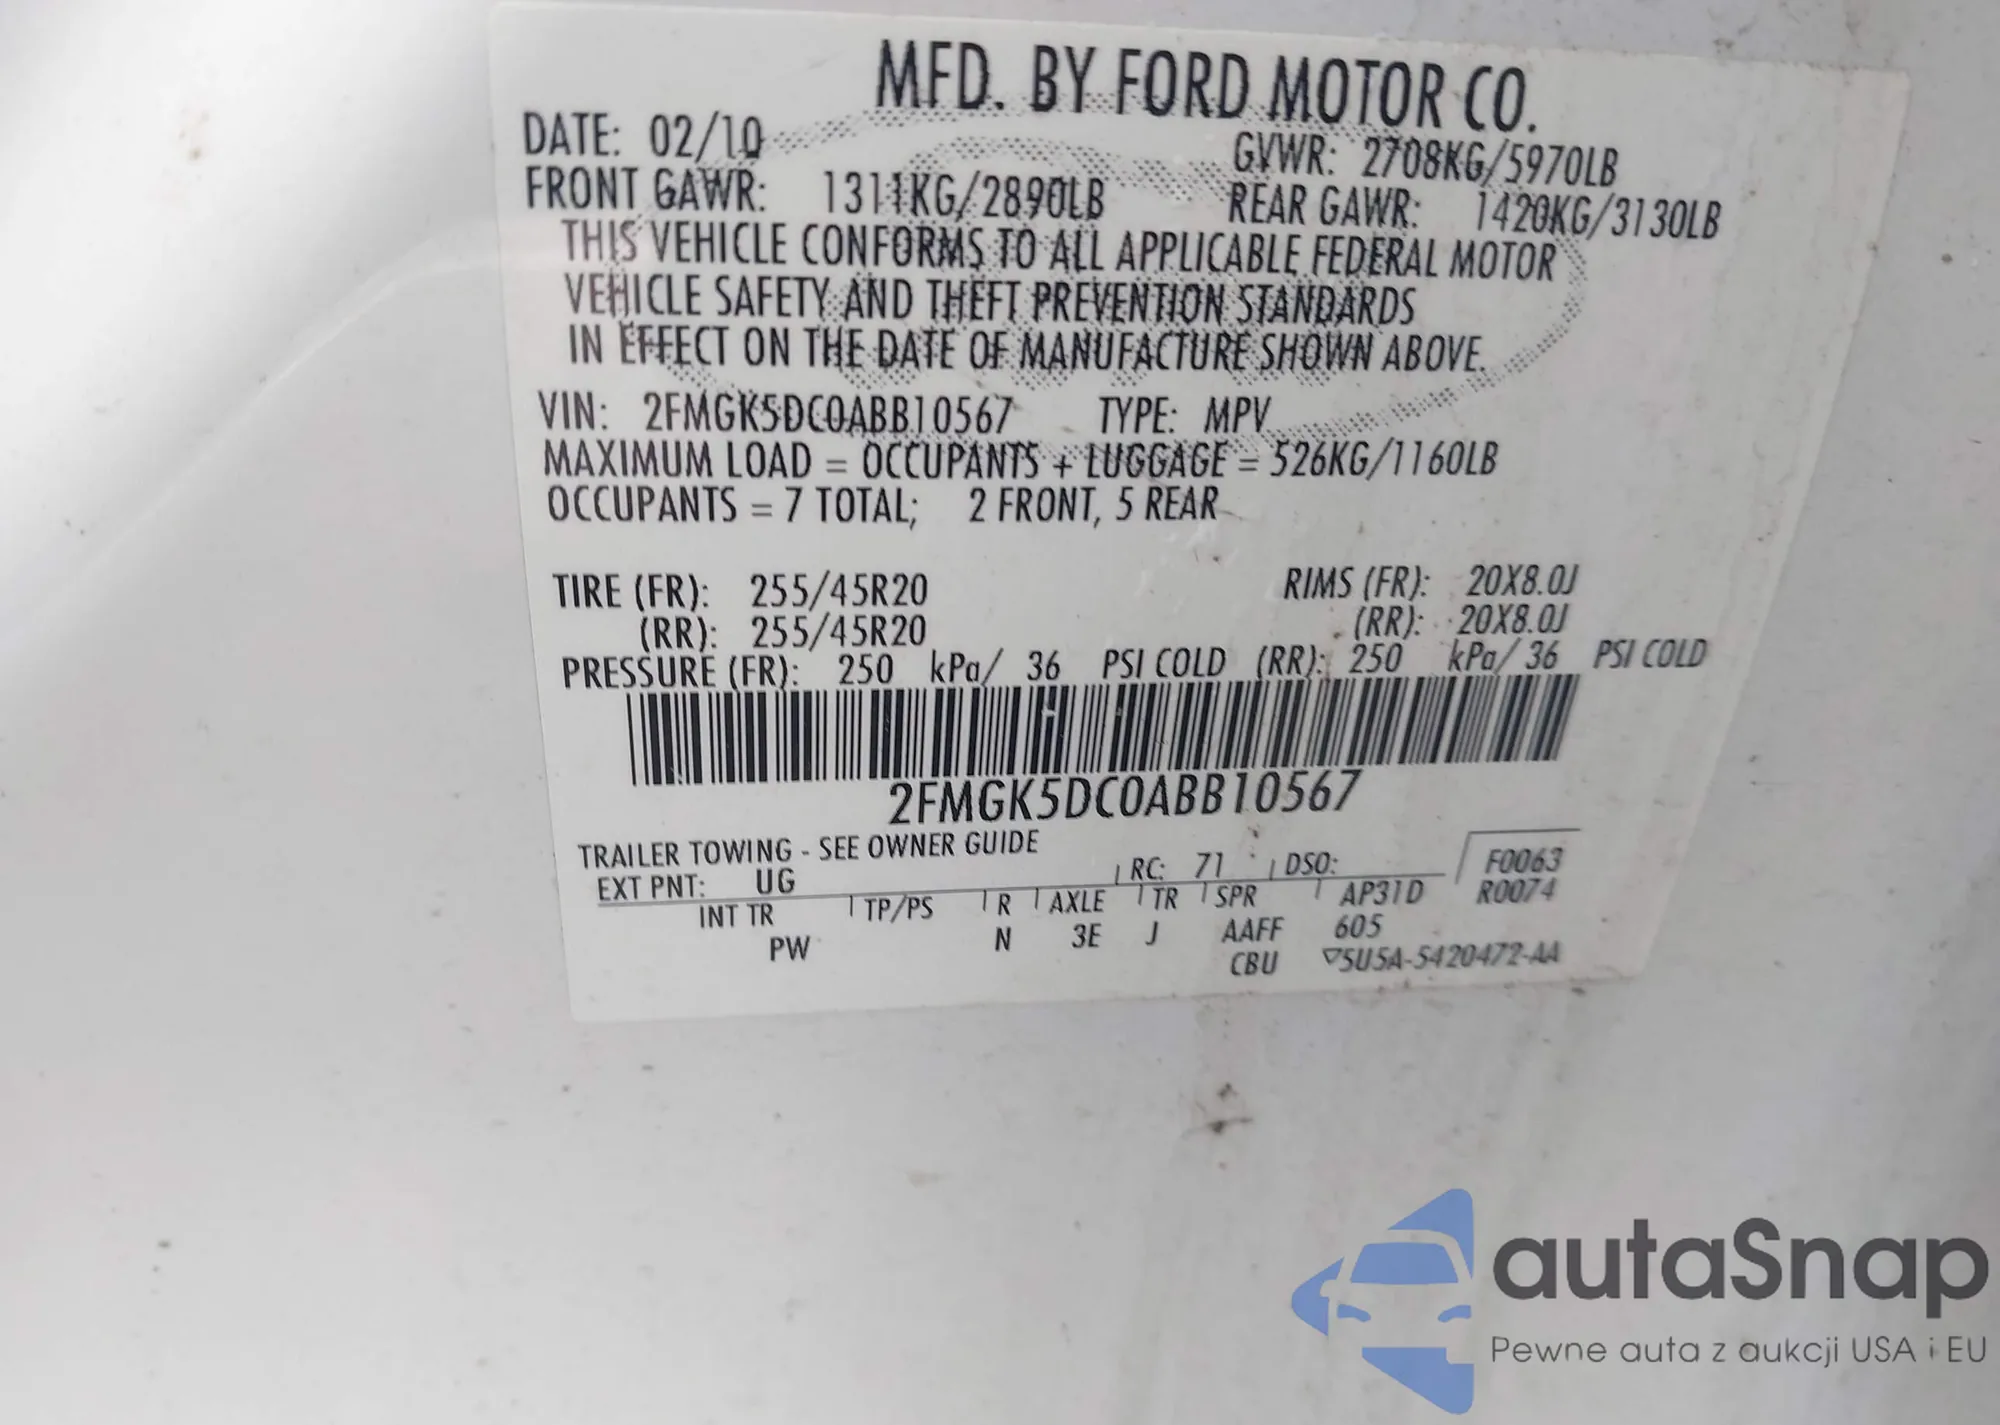 MFD. BY FORD MOTOR CO.
DATE: 02/10 GVWR: 2708KG/5970LB
FRONT GAWR: 1311KG/2890LB REAR GAWR: 1420KG/3130LB
THIS VEHICLE CONFORMS TO ALL APPLICABLE FEDERAL MOTOR
VEHICLE SAFETY AND THEFT PREVENTION STANDARDS
IN EFFECT ON THE DATE OF MANUFACTURE SHOWN ABOVE.
VIN: 2FMGK5DC0ABB10567 TYPE: MPV
MAXIMUM LOAD = OCCUPANTS + LUGGAGE = 526KG/1160LB
OCCUPANTS = 7 TOTAL; 2 FRONT, 5 REAR
TIRE (FR): 255/45R20 RIMS (FR): 20X8.0J
(RR): 255/45R20 (RR): 20X8.0J
PRESSURE (FR): 250 kPa/ 36 PSI COLD (RR): 250 kPa/ 36 PSI COLD
2FMGK5DC0ABB10567
TRAILER TOWING - SEE OWNER GUIDE
EXT PNT: UG RC: 71 DSO: F0063
INT TR TP/PS R AXLE TR SPR AP31D R0074
PW N 3E J AAFF 605
CBU 5U5A-5420472-AA
autaSnap
Pewne auta z aukcji USA i EU